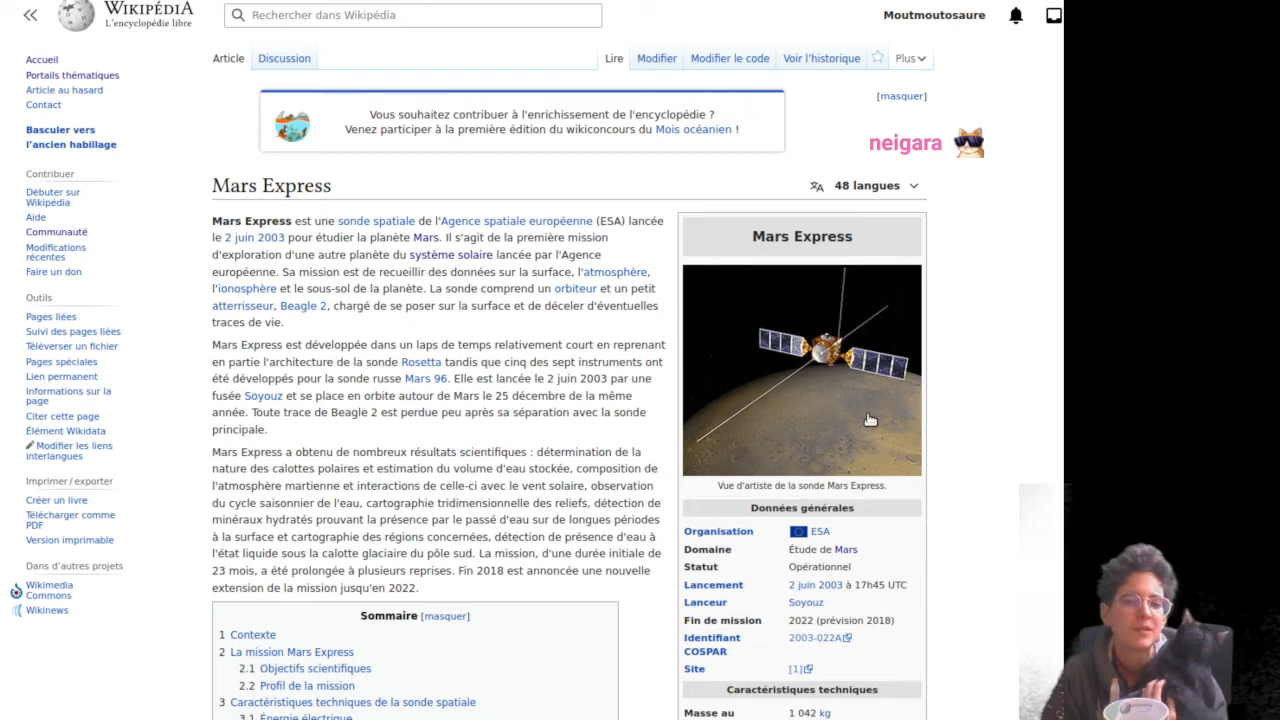 WIKIPÉDIA
L'encyclopédie libre
Rechercher dans Wikipédia
Moutmoutosaure
Accueil
Portails thématiques
Article au hasard
Contact
Basculer vers
l'ancien habillage
Contribuer
Débuter sur
Wikipédia
Aide
Communauté
Modifications
récentes
Faire un don
Outils
Pages liées
Suivi des pages liées
Téléverser un fichier
Pages spéciales
Lien permanent
Informations sur la
page
Citer cette page
Élément Wikidata
Modifier les liens
interlangues
Imprimer / exporter
Créer un livre
Télécharger comme
PDF
Version imprimable
Dans d'autres projets
Wikimedia
Commons
Wikinews
Article Discussion Lire Modifier Modifier le code Voir l'historique Plus
Vous souhaitez contribuer à l'enrichissement de l'encyclopédie ?
Venez participer à la première édition du wikiconcours du Mois océanien !
[masquer]
neigara
Mars Express
48 langues
Mars Express est une sonde spatiale de l'Agence spatiale européenne (ESA) lancée
le 2 juin 2003 pour étudier la planète Mars. Il s'agit de la première mission
d'exploration d'une autre planète du système solaire lancée par l'Agence
européenne. Sa mission est de recueillir des données sur la surface, l'atmosphère,
l'ionosphère et le sous-sol de la planète. La sonde comprend un orbiteur et un petit
atterrisseur, Beagle 2, chargé de se poser sur la surface et de déceler d'éventuelles
traces de vie.
Mars Express est développée dans un laps de temps relativement court en reprenant
en partie l'architecture de la sonde Rosetta tandis que cinq des sept instruments ont
été développés pour la sonde russe Mars 96. Elle est lancée le 2 juin 2003 par une
fusée Soyouz et se place en orbite autour de Mars le 25 décembre de la même
année. Toute trace de Beagle 2 est perdue peu après sa séparation avec la sonde
principale.
Mars Express a obtenu de nombreux résultats scientifiques : détermination de la
nature des calottes polaires et estimation du volume d'eau stockée, composition de
l'atmosphère martienne et interactions de celle-ci avec le vent solaire, observation
du cycle saisonnier de l'eau, cartographie tridimensionnelle des reliefs, détection de
minéraux hydratés prouvant la présence par le passé d'eau sur de longues périodes
à la surface et cartographie des régions concernées, détection de présence d'eau à
l'état liquide sous la calotte glaciaire du pôle sud. La mission, d'une durée initiale de
23 mois, a été prolongée à plusieurs reprises. Fin 2018 est annoncée une nouvelle
extension de la mission jusqu'en 2022.
Sommaire [masquer]
1 Contexte
2 La mission Mars Express
2.1 Objectifs scientifiques
2.2 Profil de la mission
3 Caractéristiques techniques de la sonde spatiale
3.1 Énergie électrique
Mars Express
Vue d'artiste de la sonde Mars Express.
Données générales
Organisation ESA
Domaine Étude de Mars
Statut Opérationnel
Lancement 2 juin 2003 à 17h45 UTC
Lanceur Soyouz
Fin de mission 2022 (prévision 2018)
Identifiant 2003-022A
COSPAR
Site [1]
Caractéristiques techniques
Masse au 1 042 kg